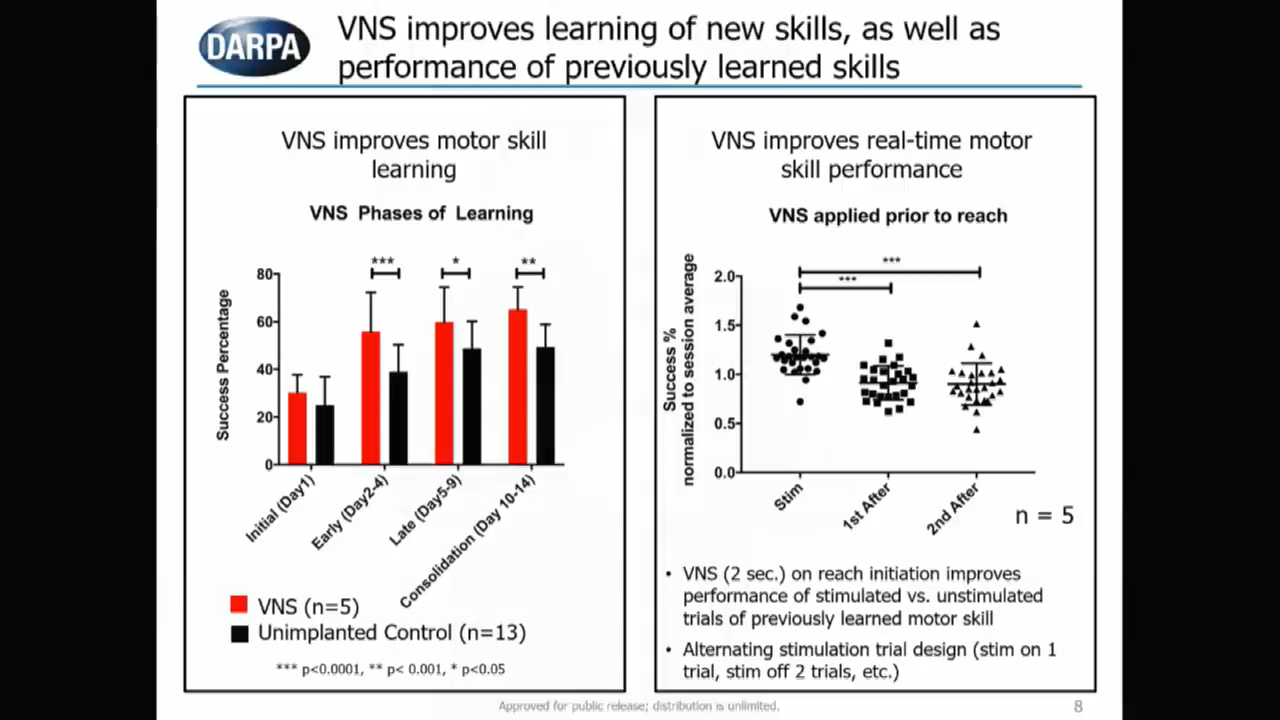 DARPA
VNS improves learning of new skills, as well as
performance of previously learned skills
VNS improves motor skill
learning
VNS Phases of Learning
*** * **
80
60
40
20
0
Success Percentage
Initial (Day1)
Early (Day2-4)
Late (Day5-9)
Consolidation (Day 10-14)
VNS (n=5)
Unimplanted Control (n=13)
*** p<0.0001, ** p< 0.001, * p<0.05
VNS improves real-time motor
skill performance
VNS applied prior to reach
***
***
2.0
1.5
1.0
0.5
0.0
Success %
normalized to session average
Stim
1st After
2nd After
n = 5
• VNS (2 sec.) on reach initiation improves
performance of stimulated vs. unstimulated
trials of previously learned motor skill
• Alternating stimulation trial design (stim on 1
trial, stim off 2 trials, etc.)
Approved for public release; distribution is unlimited.
8